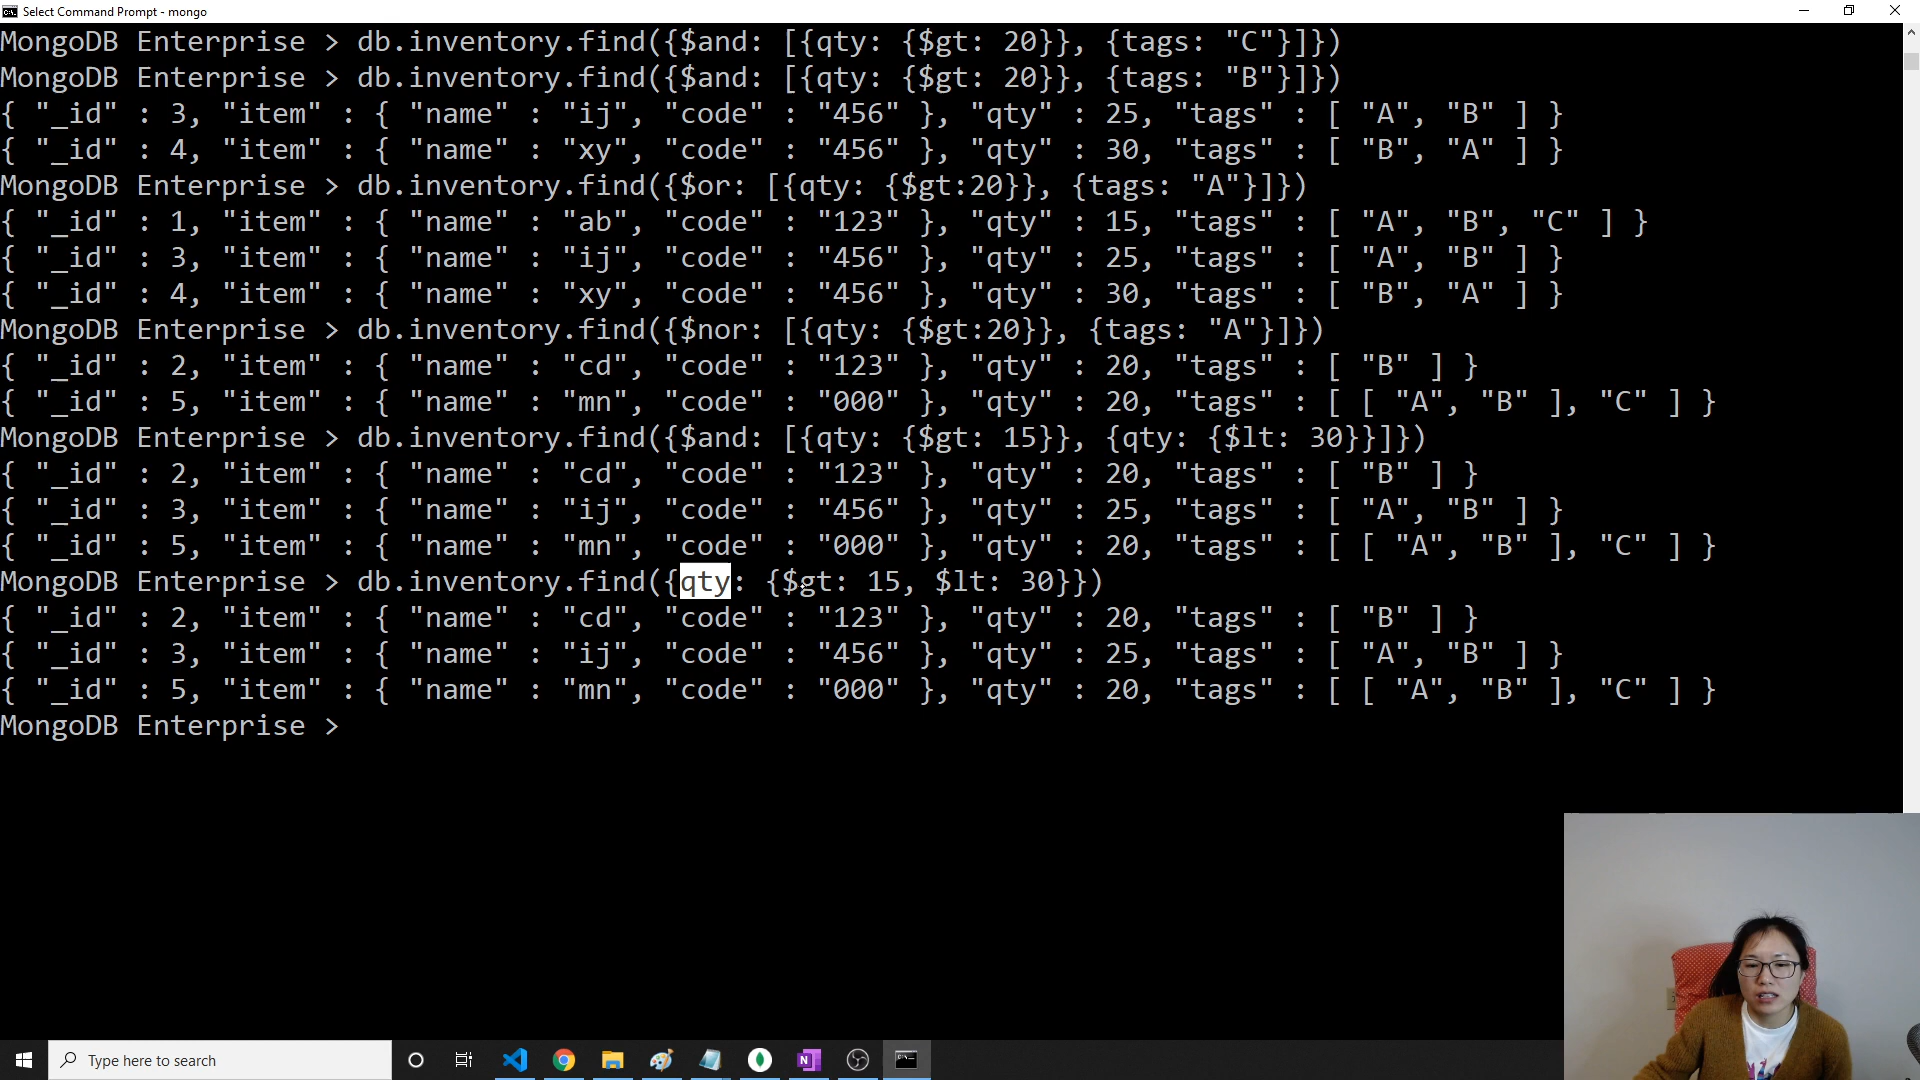 Select Command Prompt - mongo
MongoDB Enterprise > db.inventory.find({$and: [{qty: {$gt: 20}}, {tags: "C"}]})
MongoDB Enterprise > db.inventory.find({$and: [{qty: {$gt: 20}}, {tags: "B"}]})
{ "_id" : 3, "item" : { "name" : "ij", "code" : "456" }, "qty" : 25, "tags" : [ "A", "B" ] }
{ "_id" : 4, "item" : { "name" : "xy", "code" : "456" }, "qty" : 30, "tags" : [ "B", "A" ] }
MongoDB Enterprise > db.inventory.find({$or: [{qty: {$gt:20}}, {tags: "A"}]})
{ "_id" : 1, "item" : { "name" : "ab", "code" : "123" }, "qty" : 15, "tags" : [ "A", "B", "C" ] }
{ "_id" : 3, "item" : { "name" : "ij", "code" : "456" }, "qty" : 25, "tags" : [ "A", "B" ] }
{ "_id" : 4, "item" : { "name" : "xy", "code" : "456" }, "qty" : 30, "tags" : [ "B", "A" ] }
MongoDB Enterprise > db.inventory.find({$nor: [{qty: {$gt:20}}, {tags: "A"}]})
{ "_id" : 2, "item" : { "name" : "cd", "code" : "123" }, "qty" : 20, "tags" : [ "B" ] }
{ "_id" : 5, "item" : { "name" : "mn", "code" : "000" }, "qty" : 20, "tags" : [ [ "A", "B" ], "C" ] }
MongoDB Enterprise > db.inventory.find({$and: [{qty: {$gt: 15}}, {qty: {$lt: 30}}]})
{ "_id" : 2, "item" : { "name" : "cd", "code" : "123" }, "qty" : 20, "tags" : [ "B" ] }
{ "_id" : 3, "item" : { "name" : "ij", "code" : "456" }, "qty" : 25, "tags" : [ "A", "B" ] }
{ "_id" : 5, "item" : { "name" : "mn", "code" : "000" }, "qty" : 20, "tags" : [ [ "A", "B" ], "C" ] }
MongoDB Enterprise > db.inventory.find({qty: {$gt: 15, $lt: 30}})
{ "_id" : 2, "item" : { "name" : "cd", "code" : "123" }, "qty" : 20, "tags" : [ "B" ] }
{ "_id" : 3, "item" : { "name" : "ij", "code" : "456" }, "qty" : 25, "tags" : [ "A", "B" ] }
{ "_id" : 5, "item" : { "name" : "mn", "code" : "000" }, "qty" : 20, "tags" : [ [ "A", "B" ], "C" ] }
MongoDB Enterprise >
Type here to search